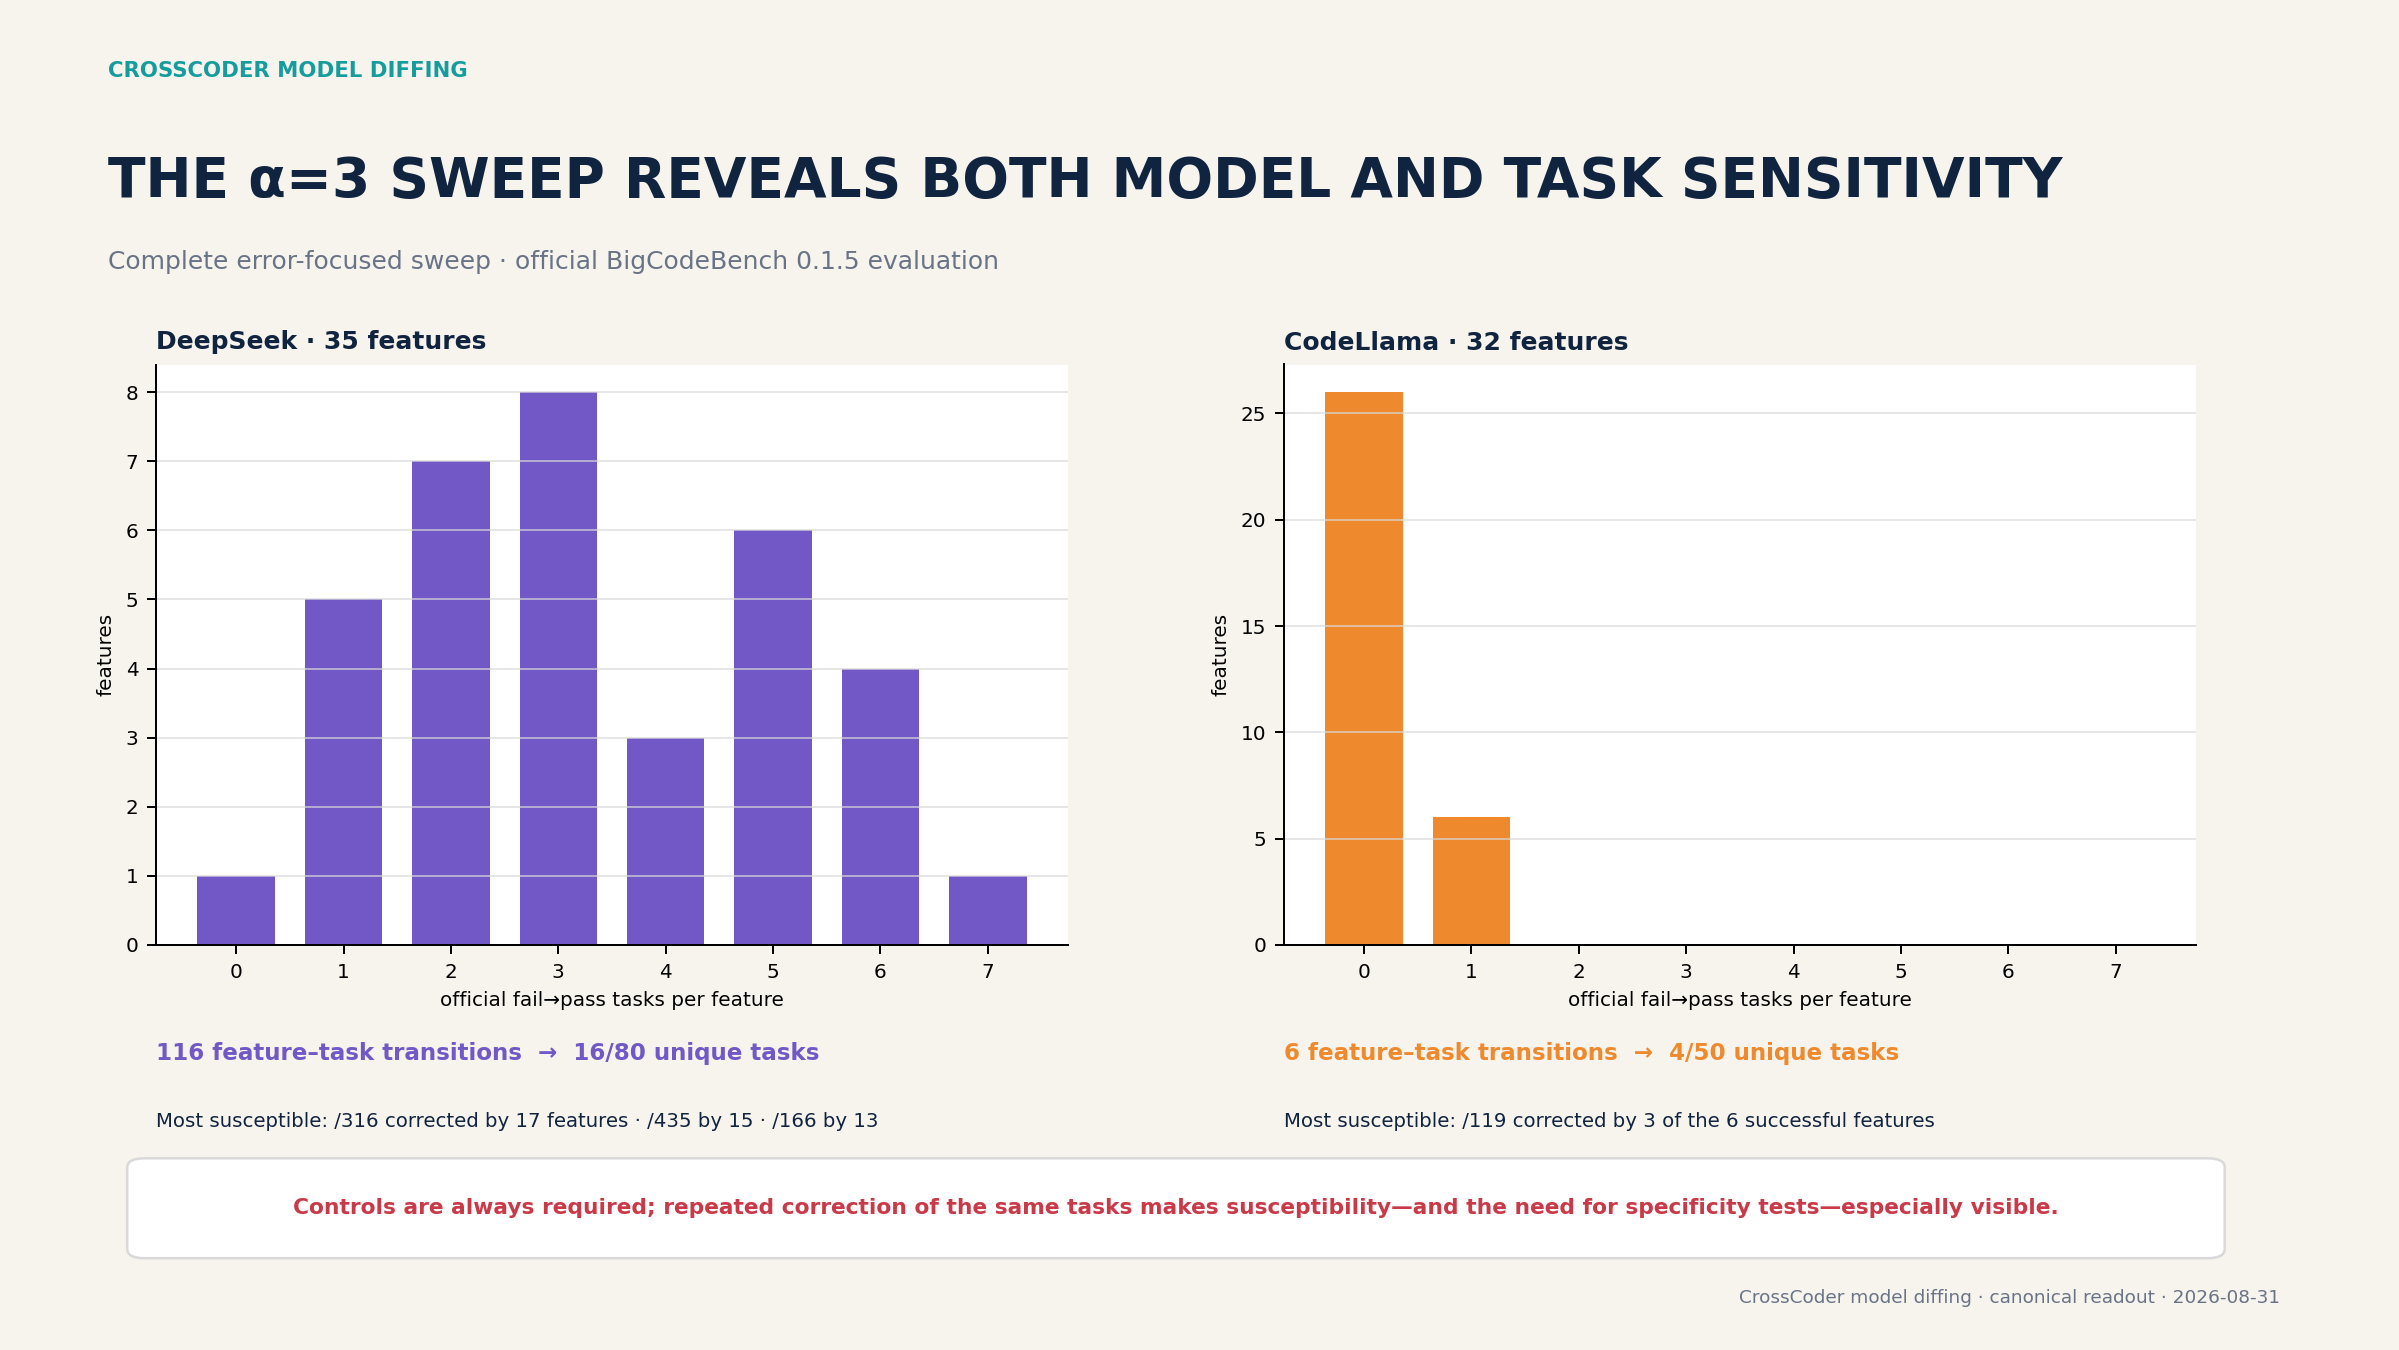 CROSSCODER MODEL DIFFING
THE α=3 SWEEP REVEALS BOTH MODEL AND TASK SENSITIVITY
Complete error-focused sweep · official BigCodeBench 0.1.5 evaluation
DeepSeek · 35 features
8
7
6
5
4
3
2
1
0
features
0 1 2 3 4 5 6 7
official fail→pass tasks per feature
116 feature–task transitions → 16/80 unique tasks
Most susceptible: /316 corrected by 17 features · /435 by 15 · /166 by 13
CodeLlama · 32 features
25
20
15
10
5
0
features
0 1 2 3 4 5 6 7
official fail→pass tasks per feature
6 feature–task transitions → 4/50 unique tasks
Most susceptible: /119 corrected by 3 of the 6 successful features
Controls are always required; repeated correction of the same tasks makes susceptibility—and the need for specificity tests—especially visible.
CrossCoder model diffing · canonical readout · 2026-08-31